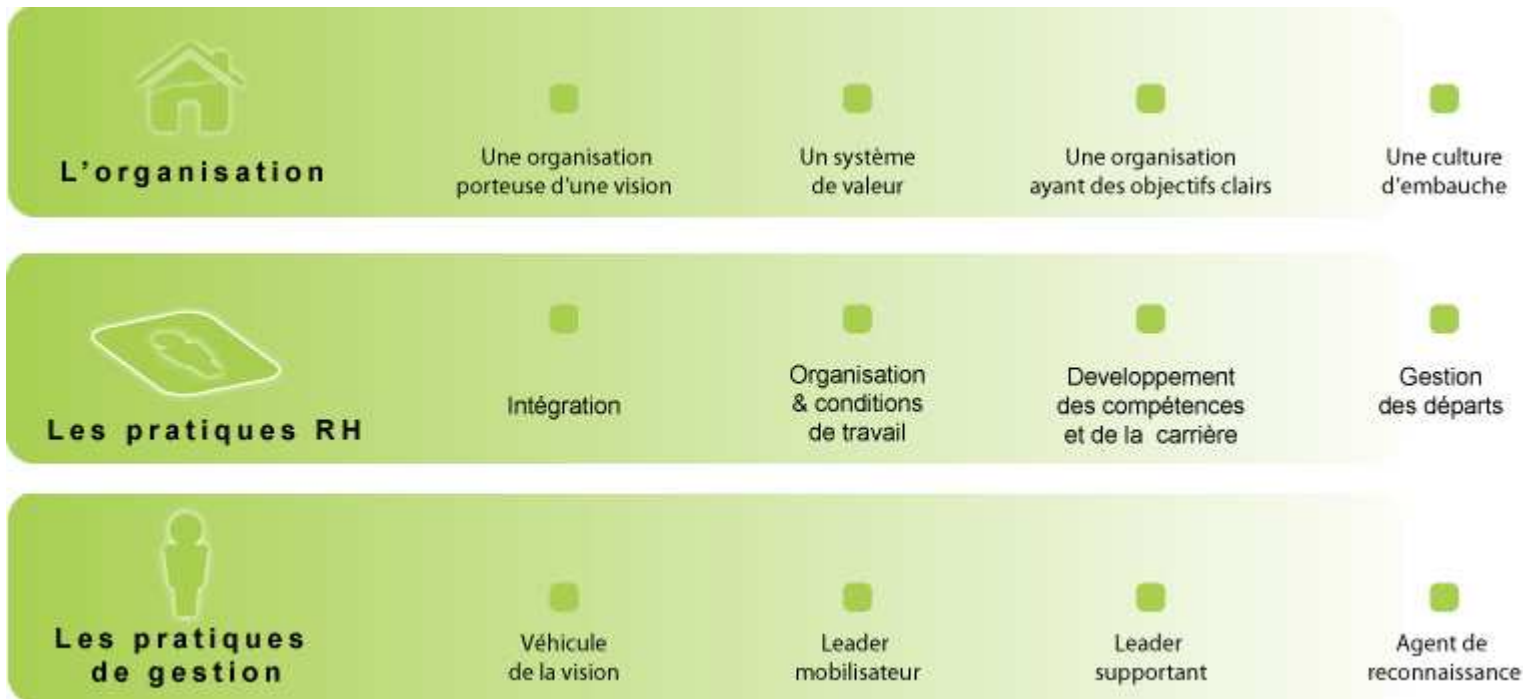 L'organisation
Une organisation
porteuse d'une vision
Un système
de valeur
Une organisation
ayant des objectifs clairs
Une culture
d'embauche
Les pratiques RH
Intégration
Organisation
& conditions
de travail
Developpement
des compétences
et de la carrière
Gestion
des départs
Les pratiques
de gestion
Véhicule
de la vision
Leader
mobilisateur
Leader
supportant
Agent de
reconnaissance